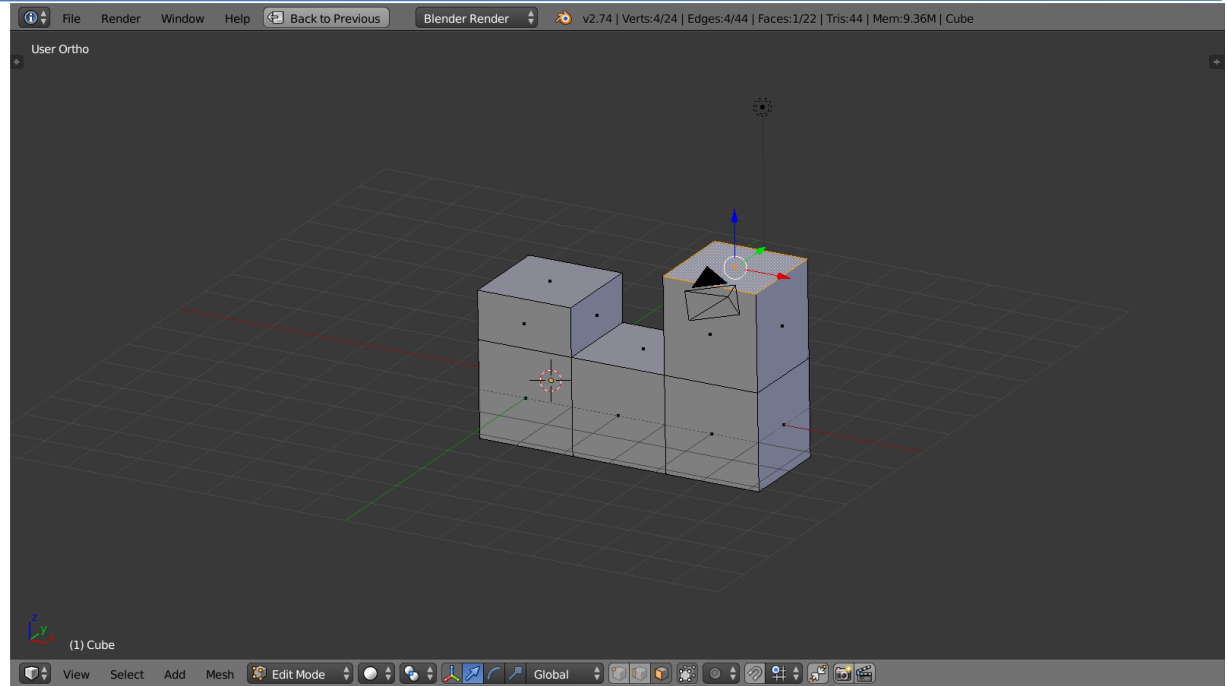 File Render Window Help Back to Previous Blender Render v2.74 | Verts:4/24 | Edges:4/44 | Faces:1/22 | Tris:44 | Mem:9.36M | Cube
User Ortho
z
y
x
(1) Cube
View Select Add Mesh Edit Mode Global